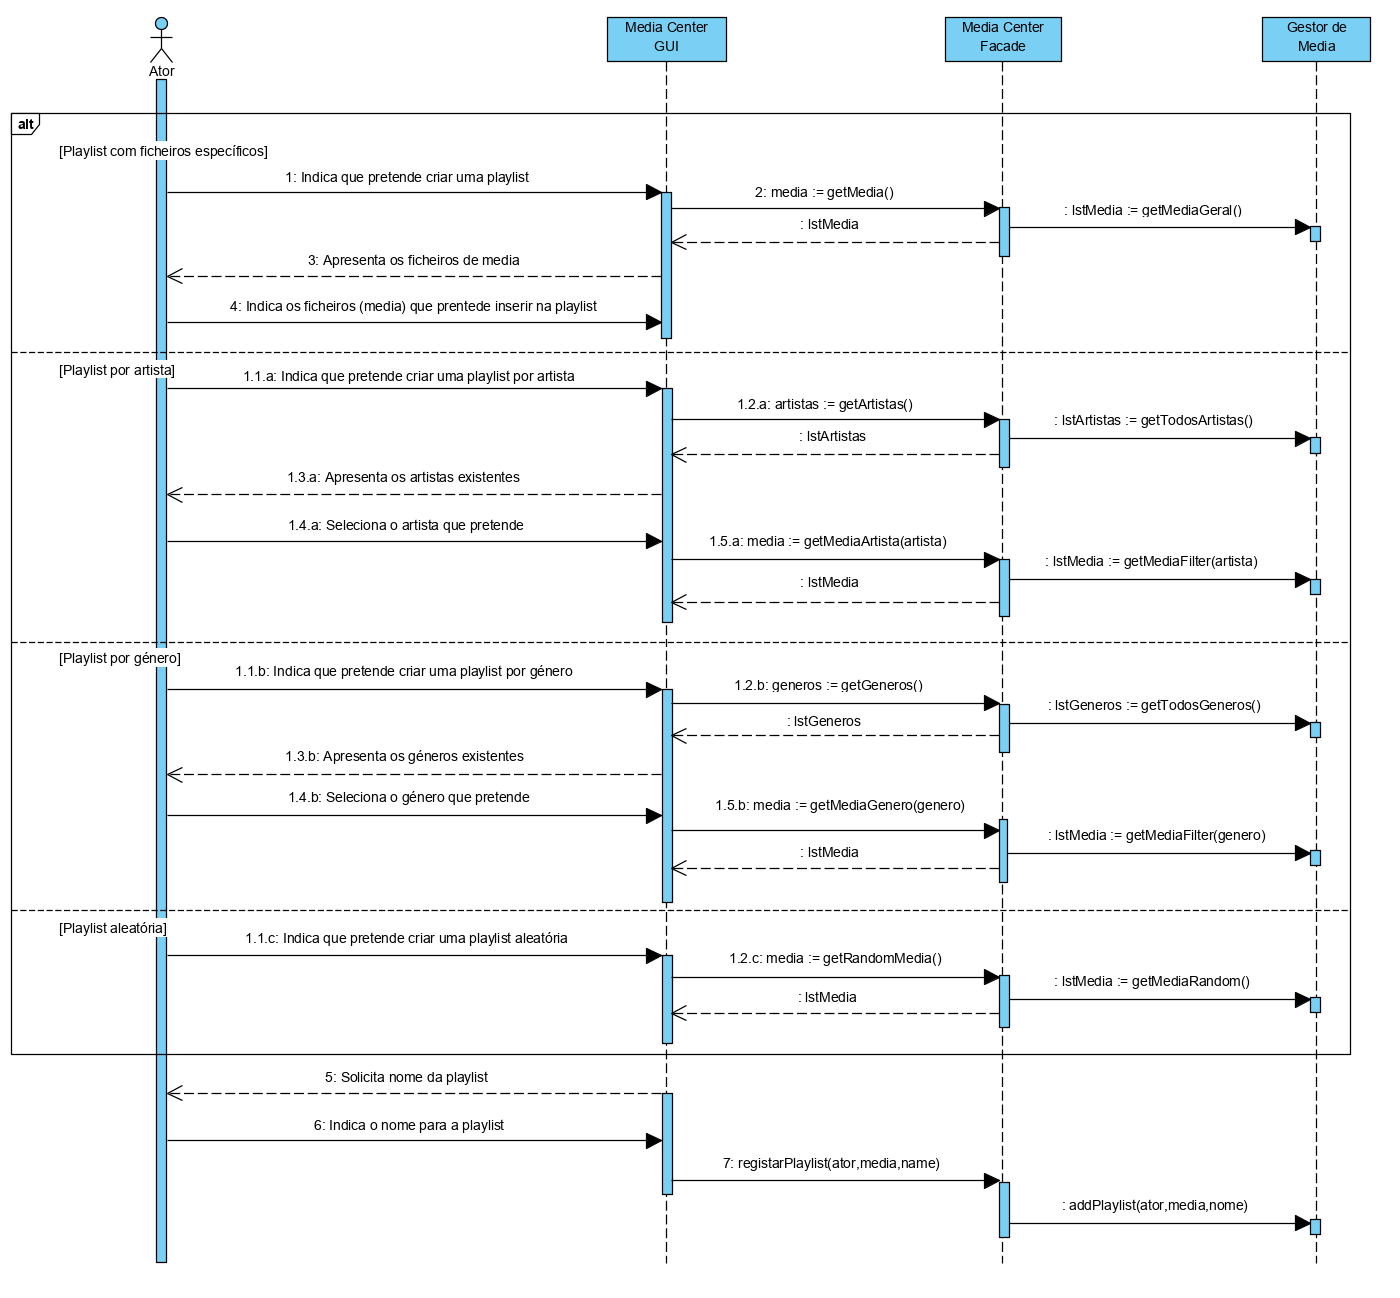 Ator
Media Center
GUI
Media Center
Facade
Gestor de
Media
alt
[Playlist com ficheiros específicos]
1: Indica que pretende criar uma playlist
2: media := getMedia()
: lstMedia := getMediaGeral()
: lstMedia
3: Apresenta os ficheiros de media
4: Indica os ficheiros (media) que prentede inserir na playlist
[Playlist por artista]
1.1.a: Indica que pretende criar uma playlist por artista
1.2.a: artistas := getArtistas()
: lstArtistas := getTodosArtistas()
: lstArtistas
1.3.a: Apresenta os artistas existentes
1.4.a: Seleciona o artista que pretende
1.5.a: media := getMediaArtista(artista)
: lstMedia := getMediaFilter(artista)
: lstMedia
[Playlist por género]
1.1.b: Indica que pretende criar uma playlist por género
1.2.b: generos := getGeneros()
: lstGeneros := getTodosGeneros()
: lstGeneros
1.3.b: Apresenta os géneros existentes
1.4.b: Seleciona o género que pretende
1.5.b: media := getMediaGenero(genero)
: lstMedia := getMediaFilter(genero)
: lstMedia
[Playlist aleatória]
1.1.c: Indica que pretende criar uma playlist aleatória
1.2.c: media := getRandomMedia()
: lstMedia := getMediaRandom()
: lstMedia
5: Solicita nome da playlist
6: Indica o nome para a playlist
7: registarPlaylist(ator,media,name)
: addPlaylist(ator,media,nome)